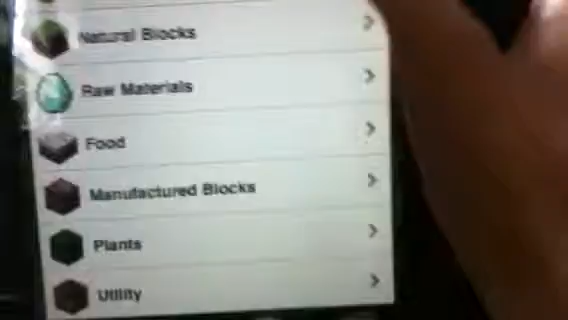 Natural Blocks
Raw Materials
Food
Manufactured Blocks
Plants
Utility